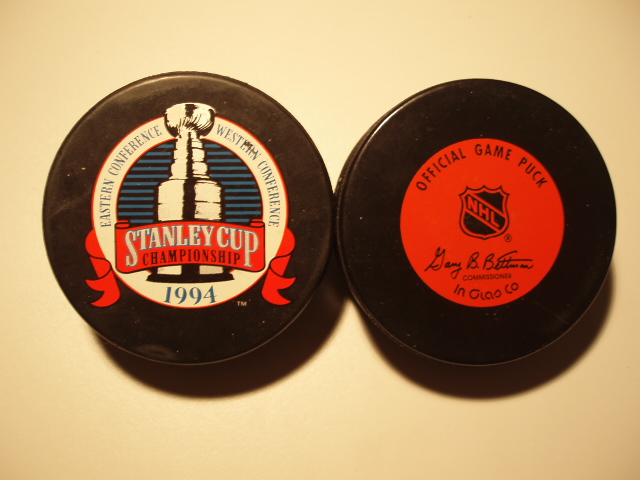 EASTERN CONFERENCE
WESTERN CONFERENCE
STANLEY CUP
CHAMPIONSHIP
1994
TM
OFFICIAL GAME PUCK
NHL
®
Gary B. Bettman
COMMISSIONER
In Glas Co